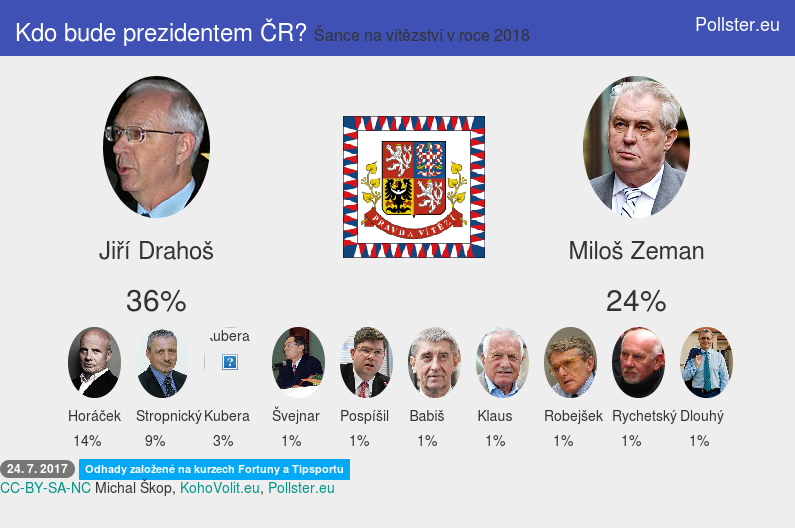 Kdo bude prezidentem ČR? Šance na vítězství v roce 2018
Pollster.eu
PRAVDA VÍTĚZÍ
Jiří Drahoš
Miloš Zeman
36%
24%
Kubera
Horáček Stropnický Kubera Švejnar Pospíšil Babiš Klaus Robejšek Rychetský Dlouhý
14% 9% 3% 1% 1% 1% 1% 1% 1% 1%
24. 7. 2017 Odhady založené na kurzech Fortuny a Tipsportu
CC-BY-SA-NC Michal Škop, KohoVolit.eu, Pollster.eu